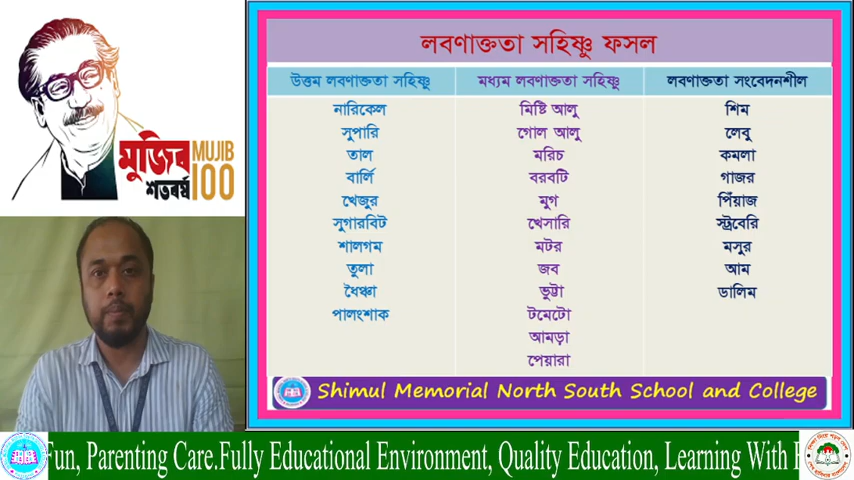 মুজিব MUJIB
শতবর্ষ 100
লবণাক্ততা সহিষ্ণু ফসল
উত্তম লবণাক্ততা সহিষ্ণু মধ্যম লবণাক্ততা সহিষ্ণু লবণাক্ততা সংবেদনশীল
নারিকেল মিষ্টি আলু শিম
সুপারি গোল আলু লেবু
তাল মরিচ কমলা
বার্লি বরবটি গাজর
খেজুর মুগ পিঁয়াজ
সুগারবিট খেসারি স্ট্রবেরি
শালগম মটর মসুর
তুলা জব আম
ধৈঞ্চা ভুট্টা ডালিম
পালংশাক টমেটো
আমড়া
পেয়ারা
Shimul Memorial North South School and College
Fun, Parenting Care.Fully Educational Environment, Quality Education, Learning With